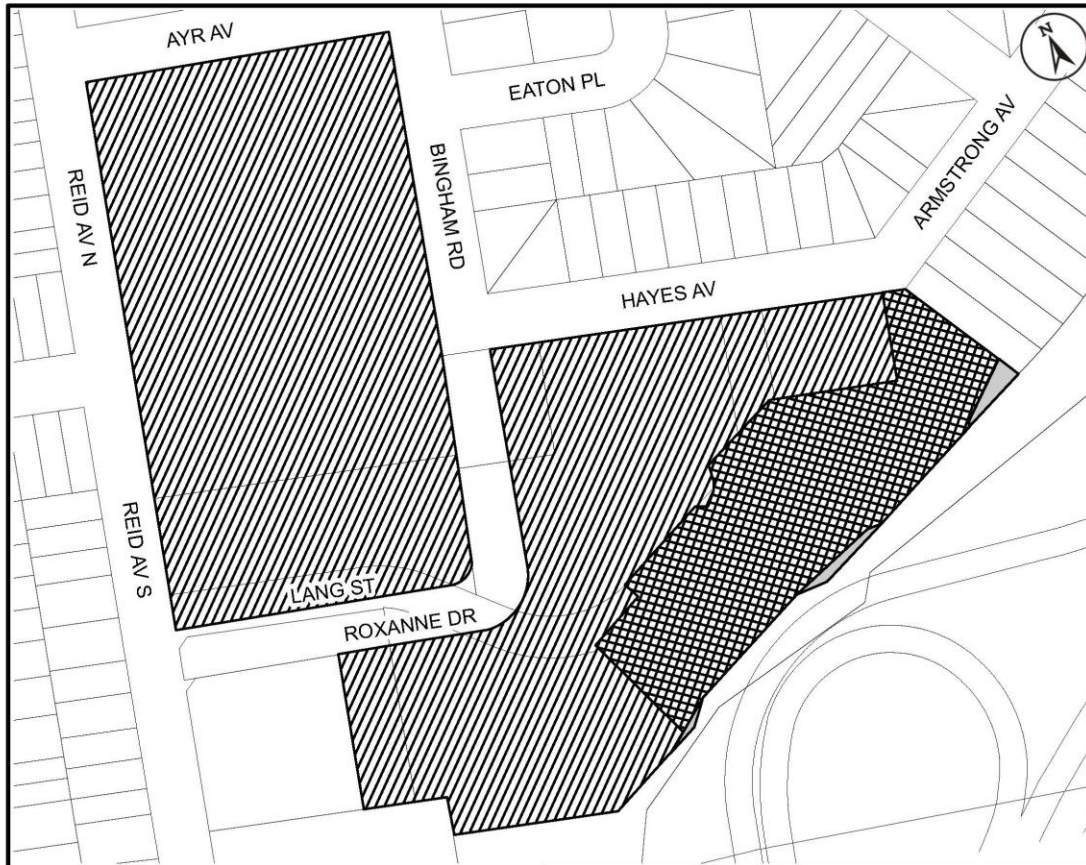 AYR AV
N
EATON PL
ARMSTRONG AV
REID AV N
BINGHAM RD
HAYES AV
REID AV S
LANG ST
ROXANNE DR